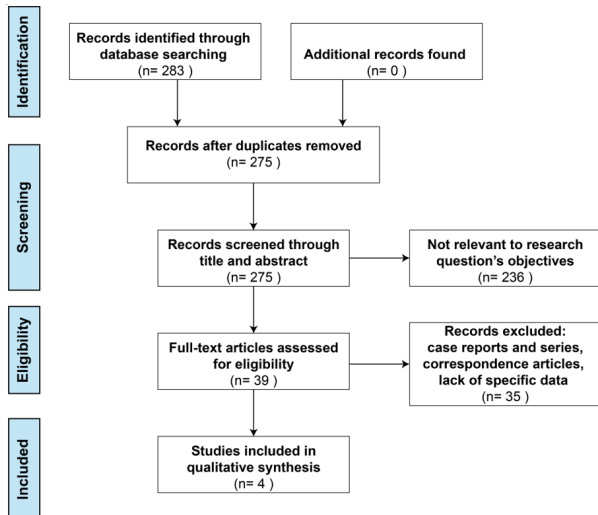 Identification
Records identified through
database searching
(n= 283 )
Additional records found
(n= 0 )
Screening
Records after duplicates removed
(n= 275 )
Records screened through
title and abstract
(n= 275 )
Not relevant to research
question's objectives
(n= 236 )
Eligibility
Full-text articles assessed
for eligibility
(n= 39 )
Records excluded:
case reports and series,
correspondence articles,
lack of specific data
(n= 35 )
Included
Studies included in
qualitative synthesis
(n= 4 )